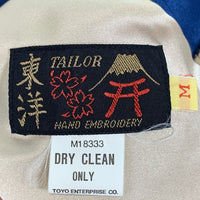 TAILOR
東洋
HAND EMBROIDERY
M
M18333
DRY CLEAN
ONLY
TOYO ENTERPRISE CO.